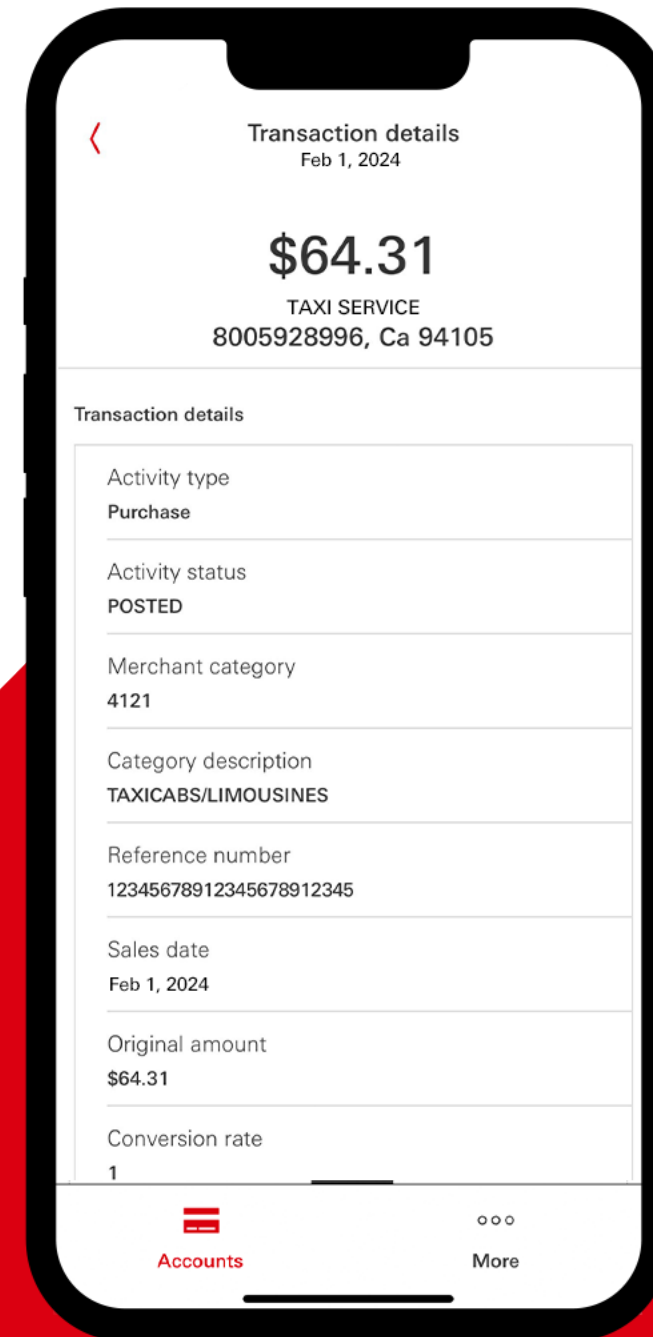 Transaction details
Feb 1, 2024
$64.31
TAXI SERVICE
8005928996, Ca 94105
Transaction details
Activity type
Purchase
Activity status
POSTED
Merchant category
4121
Category description
TAXICABS/LIMOUSINES
Reference number
12345678912345678912345
Sales date
Feb 1, 2024
Original amount
$64.31
Conversion rate
1
Accounts
More